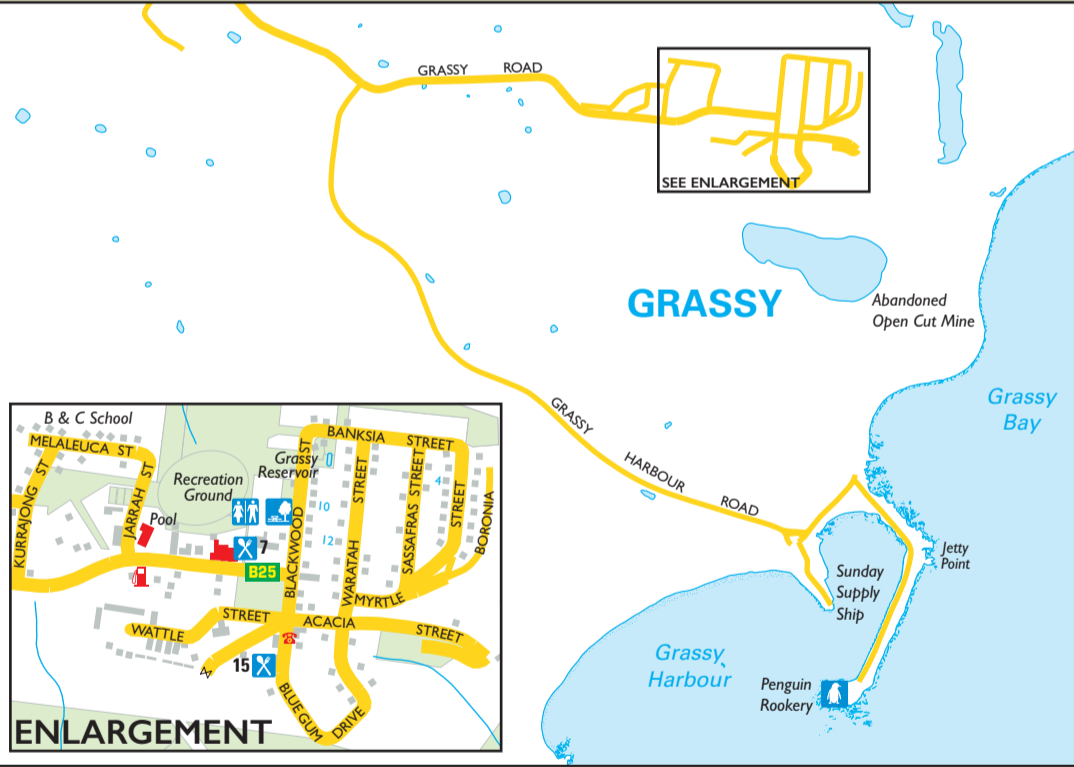 GRASSY ROAD
SEE ENLARGEMENT
GRASSY
Abandoned
Open Cut Mine
Grassy
Bay
GRASSY HARBOUR ROAD
Jetty
Point
Sunday
Supply
Ship
Grassy
Harbour
Penguin
Rookery
B & C School
MELALEUCA ST
KURRAJONG ST
JARRAH ST
Pool
Recreation
Ground
Grassy
Reservoir
BANKSIA STREET
BLACKWOOD ST
WARATAH STREET
SASSAFRAS STREET
STREET
BORONIA
4
10
12
7
B25
MYRTLE
WATTLE STREET
ACACIA STREET
15
BLUE GUM DRIVE
ENLARGEMENT